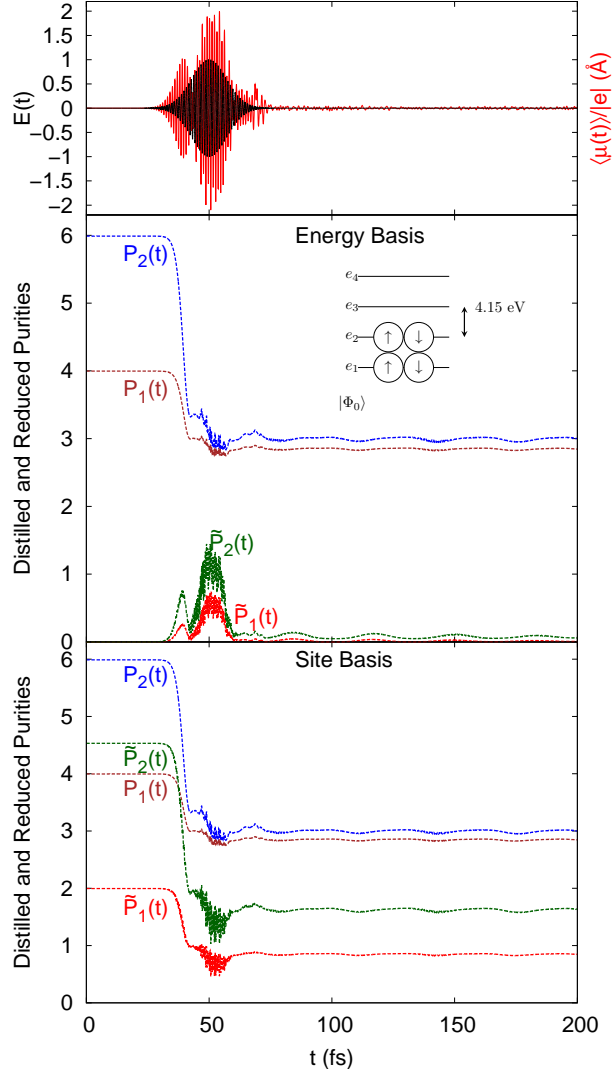 2
1.5
1
0.5
0
−0.5
−1
−1.5
−2
E(t)
⟨μ(t)⟩/|e| (Å)
Energy Basis
6
5
4
3
2
1
0
Distilled and Reduced Purities
P₂(t)
P₁(t)
P̃₂(t)
P̃₁(t)
e₄
e₃
e₂ ↑ ↓
e₁ ↑ ↓
4.15 eV
|Φ₀⟩
Site Basis
6
5
4
3
2
1
0
Distilled and Reduced Purities
P₂(t)
P̃₂(t)
P₁(t)
P̃₁(t)
0 50 100 150 200
t (fs)